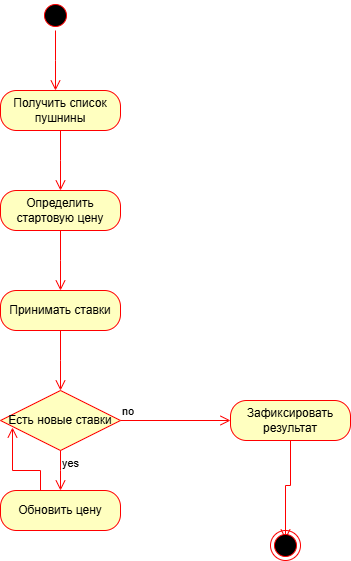 Получить список
пушнины
Определить
стартовую цену
Принимать ставки
Есть новые ставки
no
Зафиксировать
результат
yes
Обновить цену